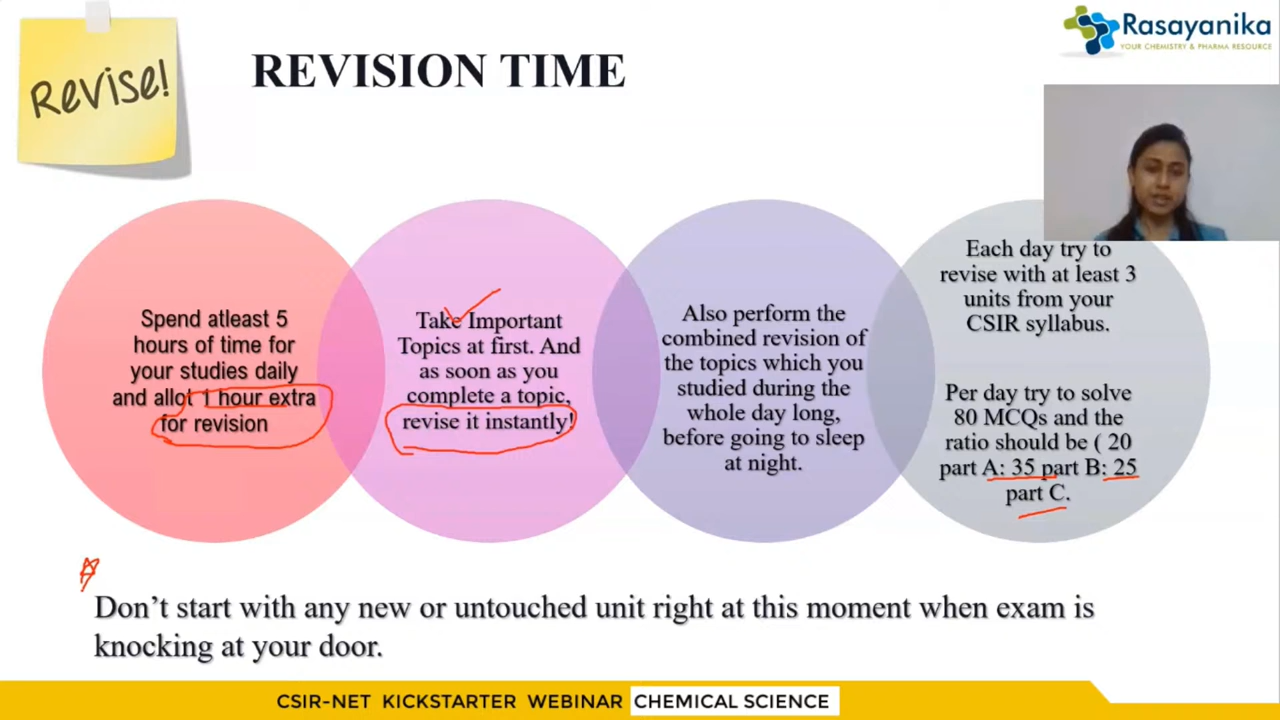 Revise!
REVISION TIME
Rasayanika
YOUR CHEMISTRY & PHARMA RESOURCE
Spend atleast 5
hours of time for
your studies daily
and allot 1 hour extra
for revision
Take Important
Topics at first. And
as soon as you
complete a topic,
revise it instantly!
Also perform the
combined revision of
the topics which you
studied during the
whole day long,
before going to sleep
at night.
Each day try to
revise with at least 3
units from your
CSIR syllabus.
Per day try to solve
80 MCQs and the
ratio should be ( 20
part A: 35 part B: 25
part C.
Don’t start with any new or untouched unit right at this moment when exam is
knocking at your door.
CSIR-NET KICKSTARTER WEBINAR CHEMICAL SCIENCE